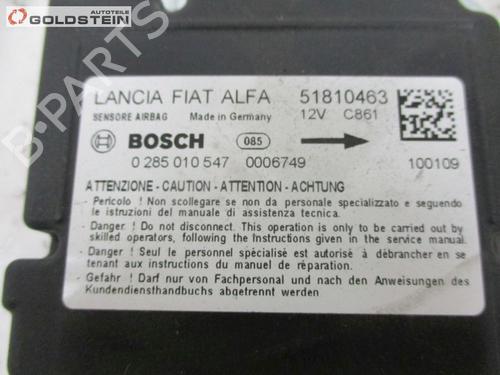 AUTOTEILE
GOLDSTEIN
B-PARTS
LANCIA FIAT ALFA 51810463
SENSORE AIRBAG Made in Germany 12V C861
BOSCH 085
0 285 010 547 0006749 100109
ATTENZIONE - CAUTION - ATTENTION - ACHTUNG
- Pericolo ! Non scollegare se non da personale specializzato e seguendo
le istruzioni del manuale di assistenza tecnica.
- Danger ! Do not disconnect. This operation is only to be carried out by
skilled operators, following the Instructions given in the service manual.
- Danger ! Seul le personnel spécialisé est autorisé à débrancher en se
tenant aux instructions du manuel de réparation.
- Gefahr ! Darf nur von Fachpersonal und nach den Anweisungen des
Kundendiensthandbuchs abgetrennt werden